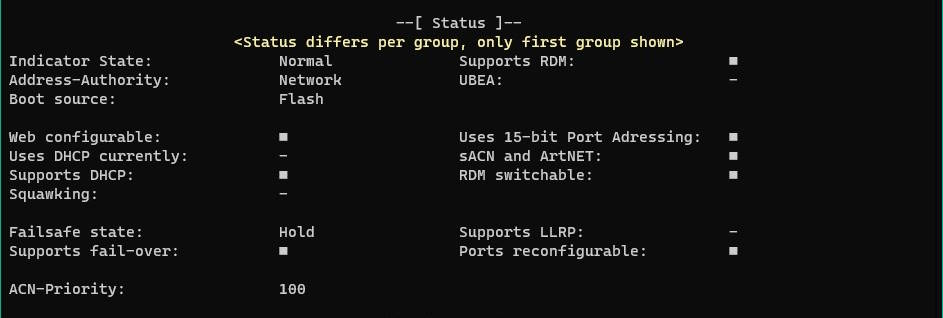 --[ Status ]--
<Status differs per group, only first group shown>
Indicator State: Normal Supports RDM: ■
Address-Authority: Network UBEA: -
Boot source: Flash
Web configurable: ■ Uses 15-bit Port Adressing: ■
Uses DHCP currently: - sACN and ArtNET: ■
Supports DHCP: ■ RDM switchable: ■
Squawking: -
Failsafe state: Hold Supports LLRP: -
Supports fail-over: ■ Ports reconfigurable: ■
ACN-Priority: 100